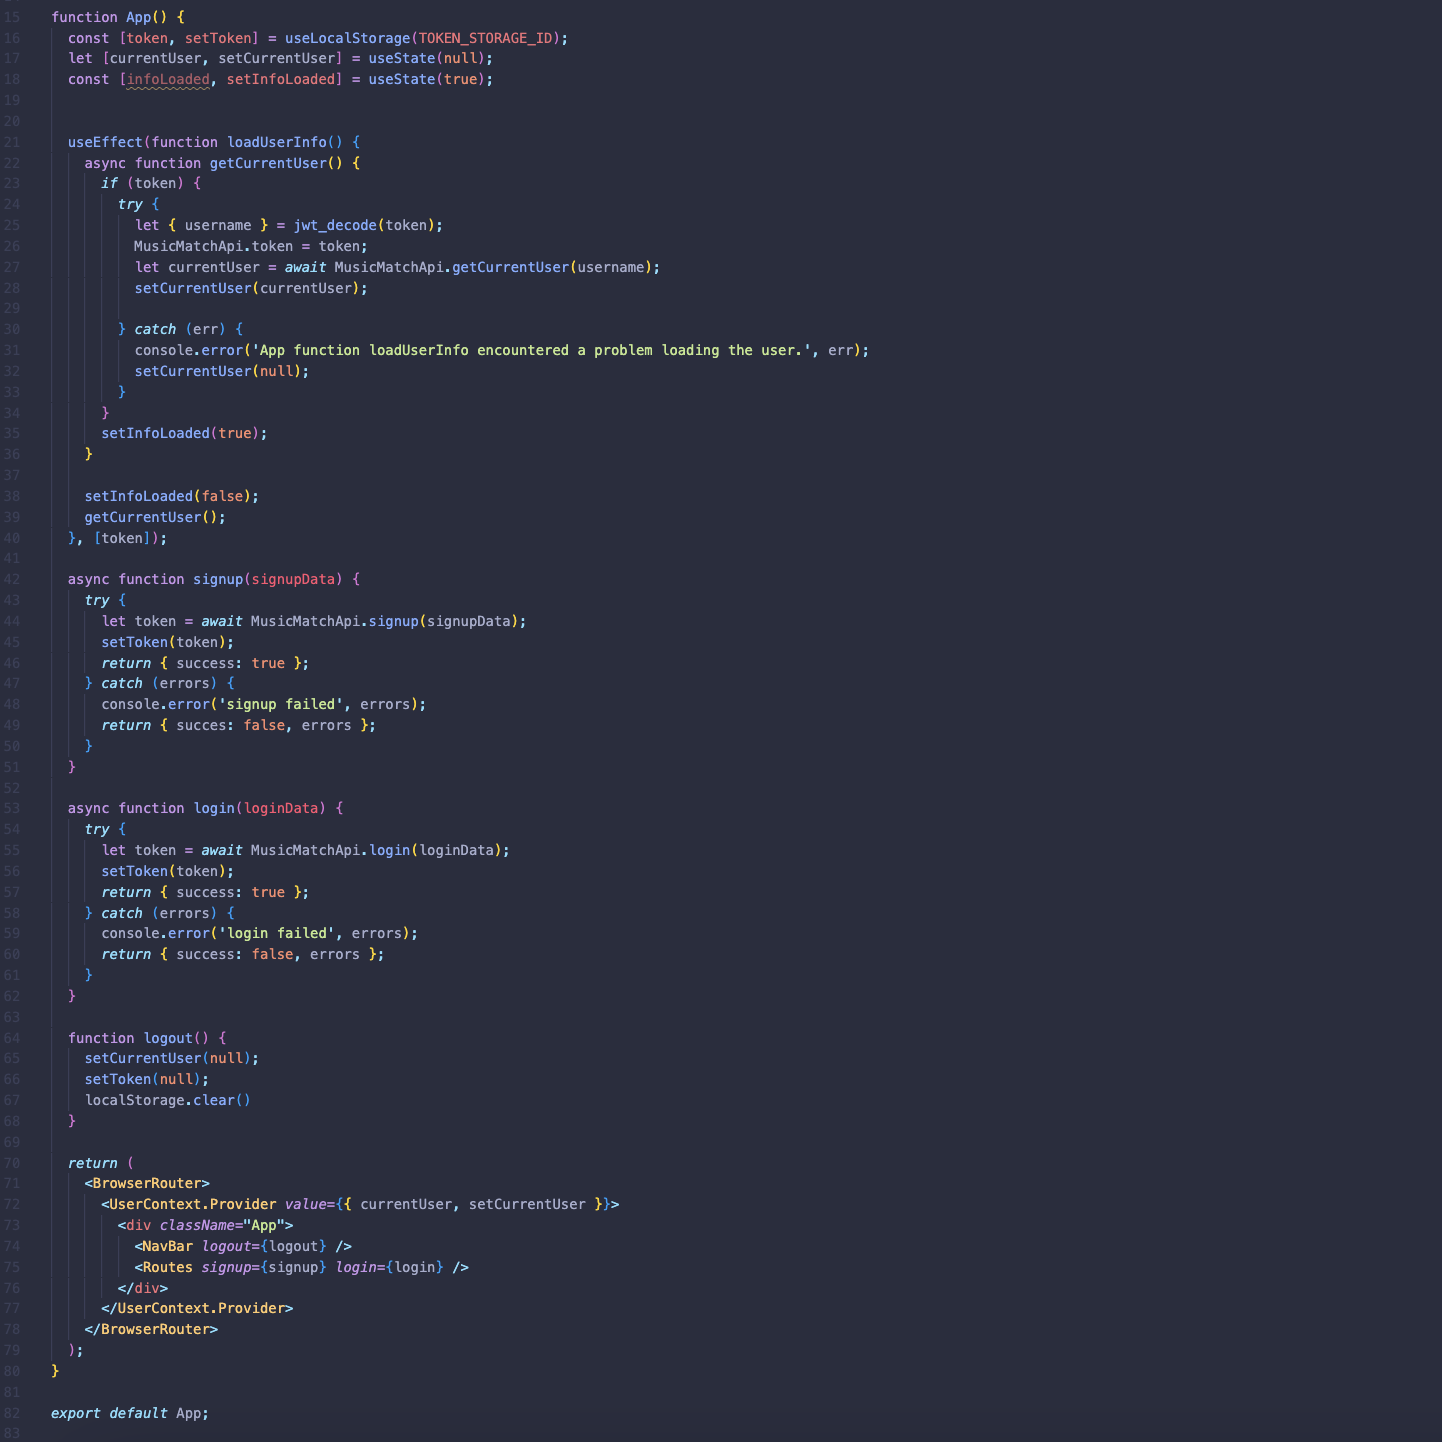 15 function App() {
16 const [token, setToken] = useLocalStorage(TOKEN_STORAGE_ID);
17 let [currentUser, setCurrentUser] = useState(null);
18 const [infoLoaded, setInfoLoaded] = useState(true);
19
20
21 useEffect(function loadUserInfo() {
22 async function getCurrentUser() {
23 if (token) {
24 try {
25 let { username } = jwt_decode(token);
26 MusicMatchApi.token = token;
27 let currentUser = await MusicMatchApi.getCurrentUser(username);
28 setCurrentUser(currentUser);
29
30 } catch (err) {
31 console.error('App function loadUserInfo encountered a problem loading the user.', err);
32 setCurrentUser(null);
33 }
34 }
35 setInfoLoaded(true);
36 }
37
38 setInfoLoaded(false);
39 getCurrentUser();
40 }, [token]);
41
42 async function signup(signupData) {
43 try {
44 let token = await MusicMatchApi.signup(signupData);
45 setToken(token);
46 return { success: true };
47 } catch (errors) {
48 console.error('signup failed', errors);
49 return { succes: false, errors };
50 }
51 }
52
53 async function login(loginData) {
54 try {
55 let token = await MusicMatchApi.login(loginData);
56 setToken(token);
57 return { success: true };
58 } catch (errors) {
59 console.error('login failed', errors);
60 return { success: false, errors };
61 }
62 }
63
64 function logout() {
65 setCurrentUser(null);
66 setToken(null);
67 localStorage.clear()
68 }
69
70 return (
71 <BrowserRouter>
72 <UserContext.Provider value={{ currentUser, setCurrentUser }}>
73 <div className="App">
74 <NavBar logout={logout} />
75 <Routes signup={signup} login={login} />
76 </div>
77 </UserContext.Provider>
78 </BrowserRouter>
79 );
80 }
81
82 export default App;
83